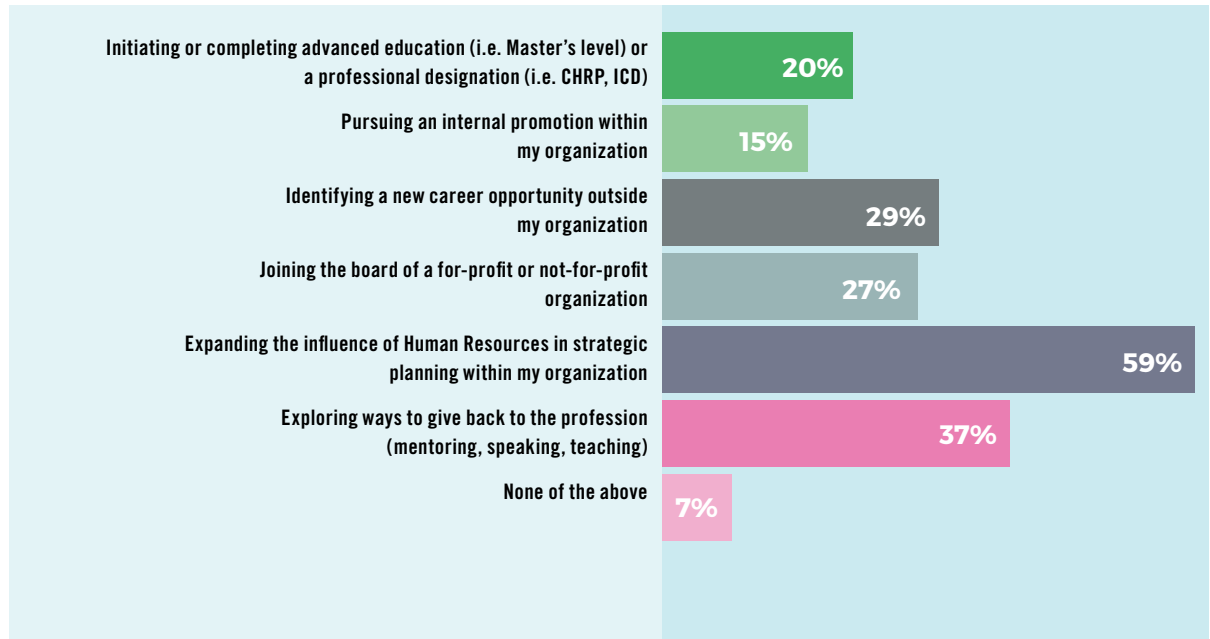 Initiating or completing advanced education (i.e. Master's level) or
a professional designation (i.e. CHRP, ICD)
20%
Pursuing an internal promotion within
my organization
15%
Identifying a new career opportunity outside
my organization
29%
Joining the board of a for-profit or not-for-profit
organization
27%
Expanding the influence of Human Resources in strategic
planning within my organization
59%
Exploring ways to give back to the profession
(mentoring, speaking, teaching)
37%
None of the above
7%